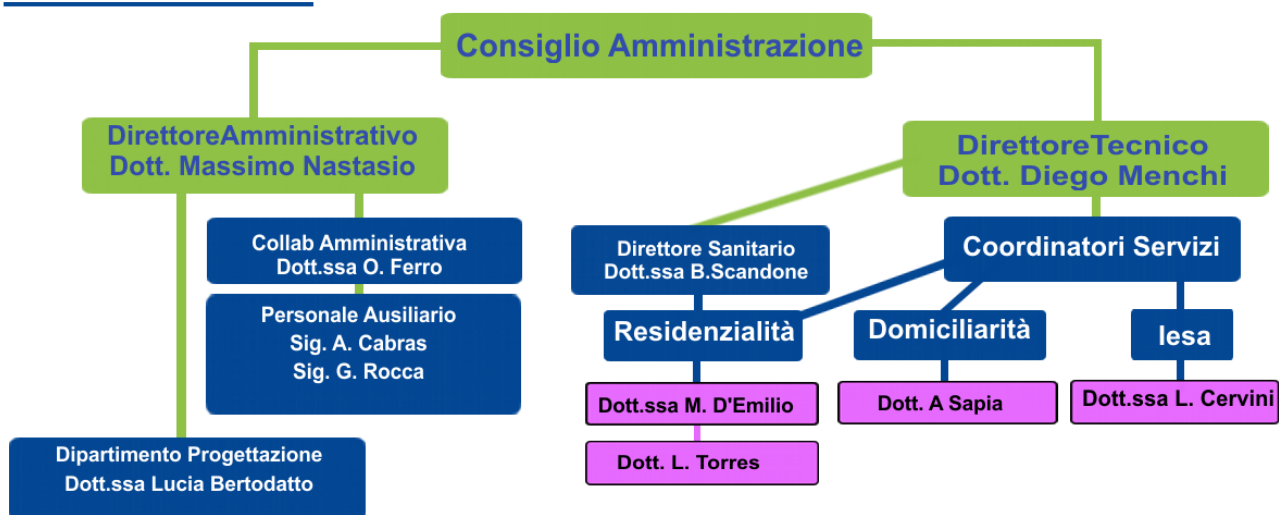 Consiglio Amministrazione
DirettoreAmministrativo
Dott. Massimo Nastasio
DirettoreTecnico
Dott. Diego Menchi
Collab Amministrativa
Dott.ssa O. Ferro
Personale Ausiliario
Sig. A. Cabras
Sig. G. Rocca
Dipartimento Progettazione
Dott.ssa Lucia Bertodatto
Direttore Sanitario
Dott.ssa B.Scandone
Coordinatori Servizi
Residenzialità
Domiciliarità
Iesa
Dott.ssa M. D'Emilio
Dott. A Sapia
Dott.ssa L. Cervini
Dott. L. Torres